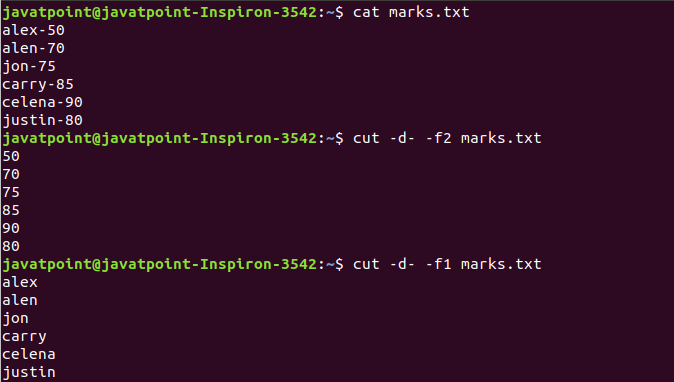 javatpoint@javatpoint-Inspiron-3542:~$ cat marks.txt
alex-50
alen-70
jon-75
carry-85
celena-90
justin-80
javatpoint@javatpoint-Inspiron-3542:~$ cut -d- -f2 marks.txt
50
70
75
85
90
80
javatpoint@javatpoint-Inspiron-3542:~$ cut -d- -f1 marks.txt
alex
alen
jon
carry
celena
justin